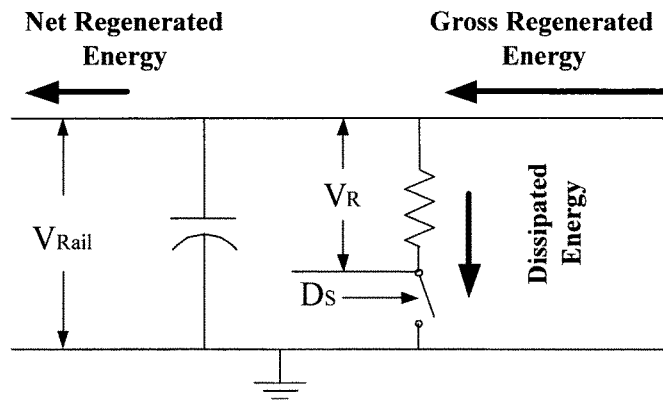 Net Regenerated
Energy
Gross Regenerated
Energy
VRail
VR
Dissipated
Energy
DS